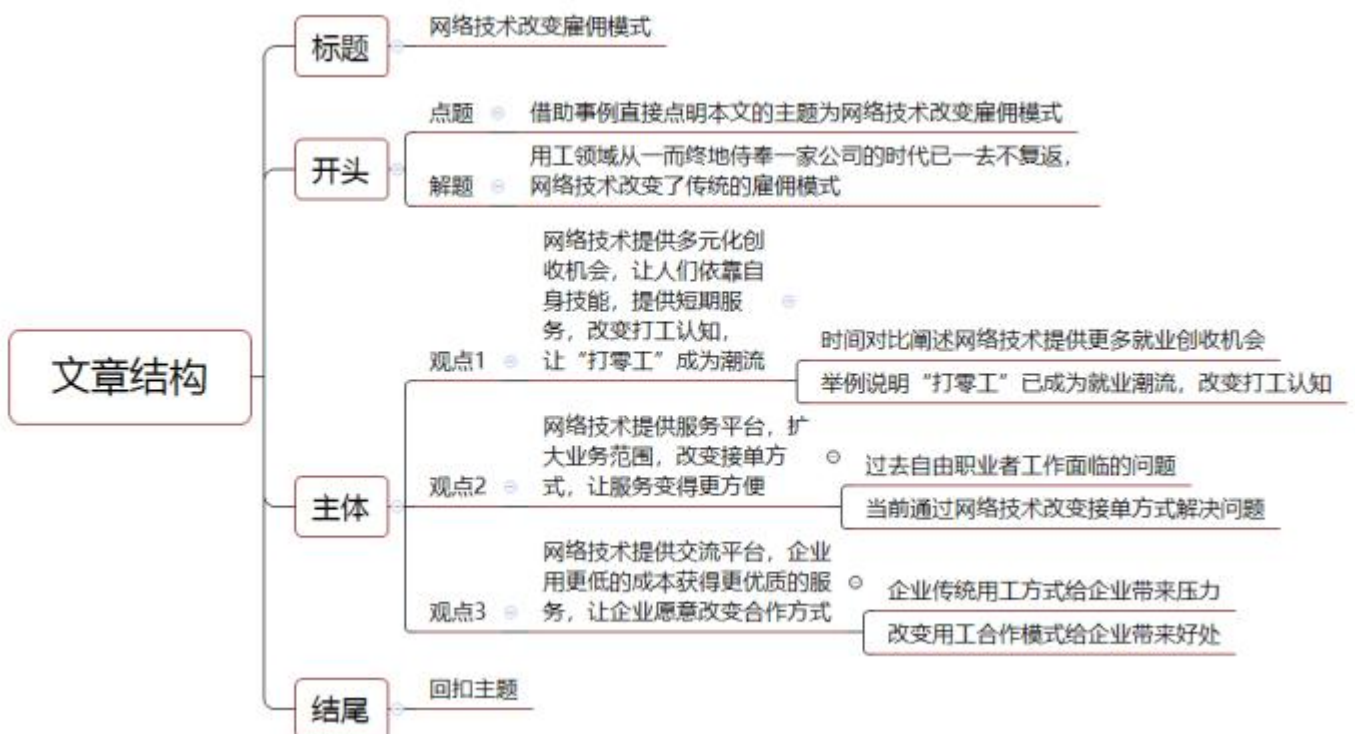 文章结构
标题
网络技术改变雇佣模式
开头
点题
借助事例直接点明本文的主题为网络技术改变雇佣模式
解题
用工领域从一而终地侍奉一家公司的时代已一去不复返，
网络技术改变了传统的雇佣模式
主体
观点1
网络技术提供多元化创
收机会，让人们依靠自
身技能，提供短期服
务，改变打工认知，
让“打零工”成为潮流
时间对比阐述网络技术提供更多就业创收机会
举例说明“打零工”已成为就业潮流，改变打工认知
观点2
网络技术提供服务平台，扩
大业务范围，改变接单方
式，让服务变得更方便
过去自由职业者工作面临的问题
当前通过网络技术改变接单方式解决问题
观点3
网络技术提供交流平台，企业
用更低的成本获得更优质的服
务，让企业愿意改变合作方式
企业传统用工方式给企业带来压力
改变用工合作模式给企业带来好处
结尾
回扣主题